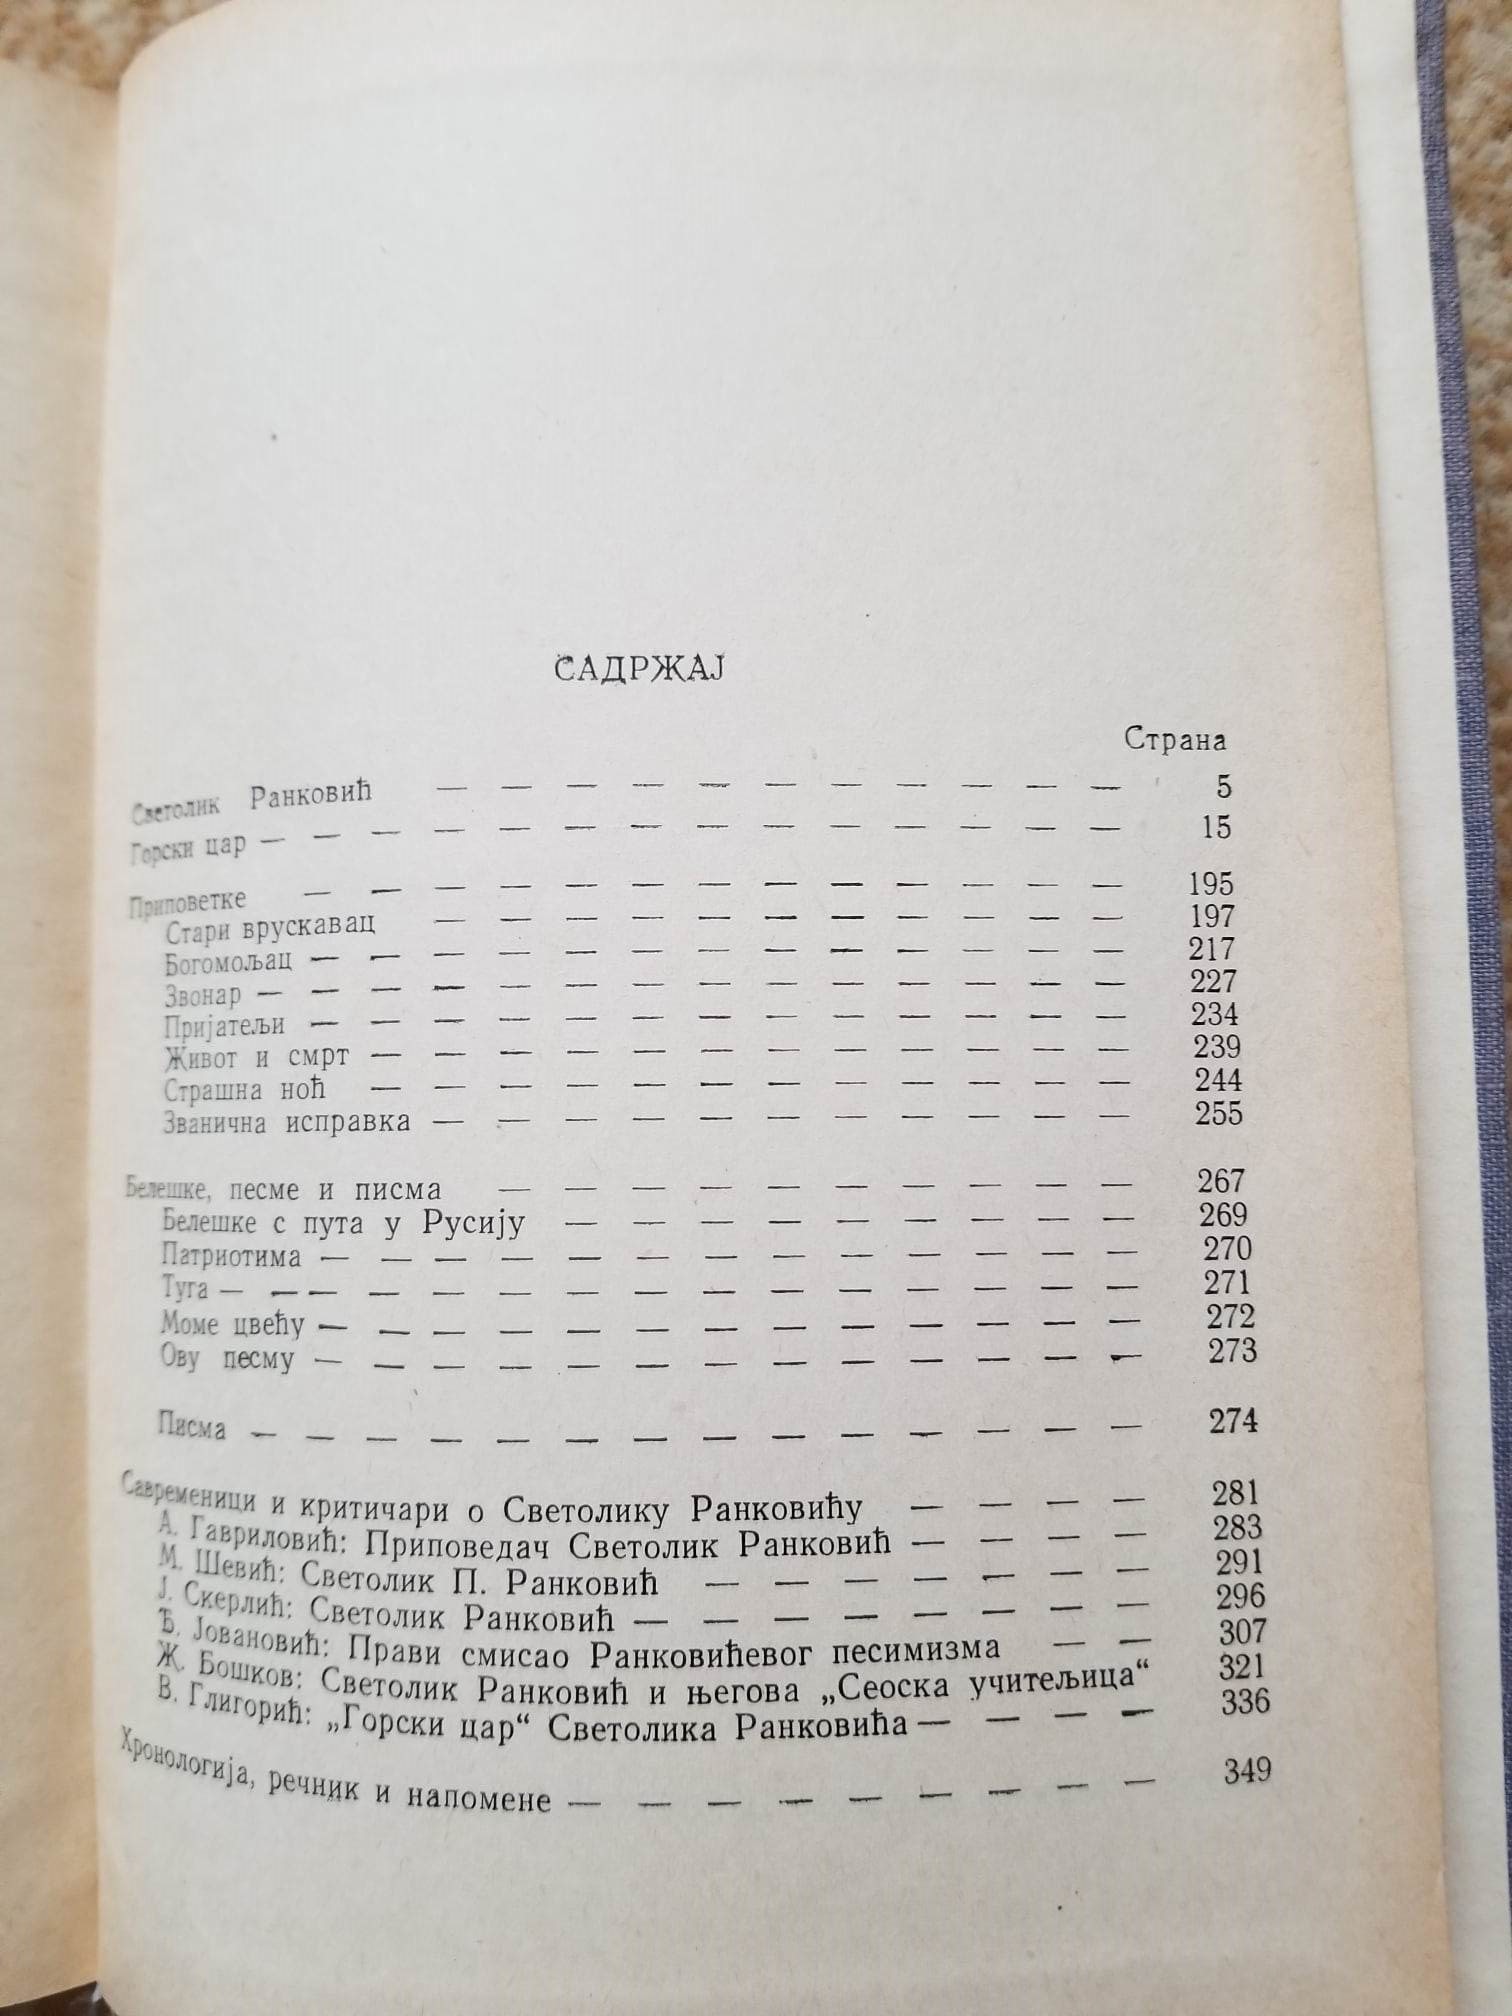 САДРЖАЈ
Страна
Светолик Ранковић — — — — — — — — — — — 5
Горски цар — — — — — — — — — — — — — — 15
Приповетке — — — — — — — — — — — — — 195
Стари врускавац — — — — — — — — — — — 197
Богомољац — — — — — — — — — — — — — 217
Звонар — — — — — — — — — — — — — — 227
Пријатељи — — — — — — — — — — — — — 234
Живот и смрт — — — — — — — — — — — — 239
Страшна ноћ — — — — — — — — — — — — 244
Званична исправка — — — — — — — — — — — 255
Белешке, песме и писма — — — — — — — — — — 267
Белешке с пута у Русију — — — — — — — — — 269
Патриотима — — — — — — — — — — — — — 270
Туга — — — — — — — — — — — — — — — 271
Моме цвећу — — — — — — — — — — — — — 272
Ову песму — — — — — — — — — — — — — 273
Писма — — — — — — — — — — — — — — 274
Савременици и критичари о Светолику Ранковићу — — — — 281
А. Гавриловић: Приповедач Светолик Ранковић — — — — 283
М. Шевић: Светолик П. Ранковић — — — — — — — 291
Ј. Скерлић: Светолик Ранковић — — — — — — — — 296
Ђ. Јовановић: Прави смисао Ранковићевог песимизма — — 307
Ж. Бошков: Светолик Ранковић и његова „Сеоска учитељица“ 321
В. Глигорић: „Горски цар“ Светолика Ранковића — — — — 336
Хронологија, речник и напомене — — — — — — — — — 349